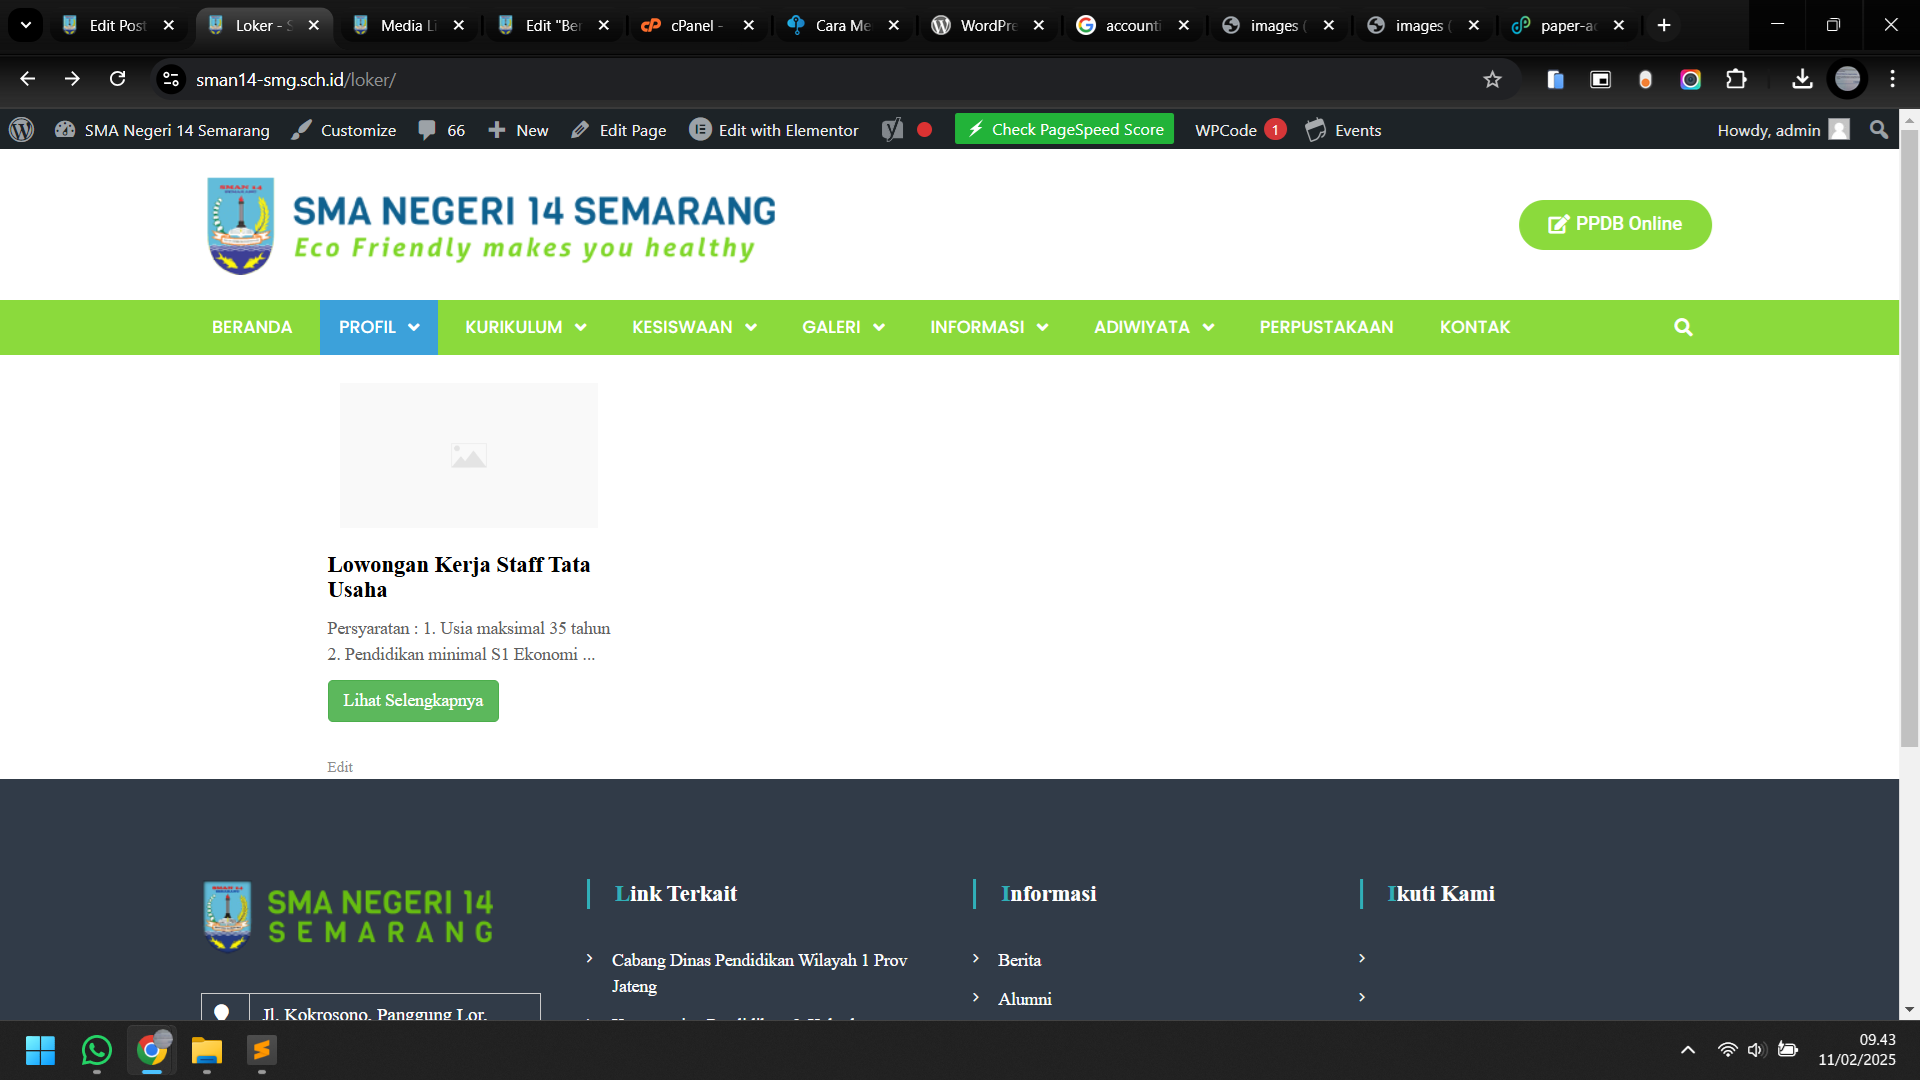 Edit Post
Loker - S
Media Li
Edit "Ber
cPanel -
Cara Me
WordPre
accounti
images (
images (
paper-ac
sman14-smg.sch.id/loker/
SMA Negeri 14 Semarang
Customize
66
New
Edit Page
Edit with Elementor
Check PageSpeed Score
WPCode 1
Events
Howdy, admin
SMA NEGERI 14 SEMARANG
Eco Friendly makes you healthy
PPDB Online
BERANDA
PROFIL
KURIKULUM
KESISWAAN
GALERI
INFORMASI
ADIWIYATA
PERPUSTAKAAN
KONTAK
Lowongan Kerja Staff Tata
Usaha
Persyaratan : 1. Usia maksimal 35 tahun
2. Pendidikan minimal S1 Ekonomi ...
Lihat Selengkapnya
Edit
SMA NEGERI 14
SEMARANG
Jl. Kokrosono, Panggung Lor,
Link Terkait
Cabang Dinas Pendidikan Wilayah 1 Prov
Jateng
Informasi
Berita
Alumni
Ikuti Kami
09.43
11/02/2025